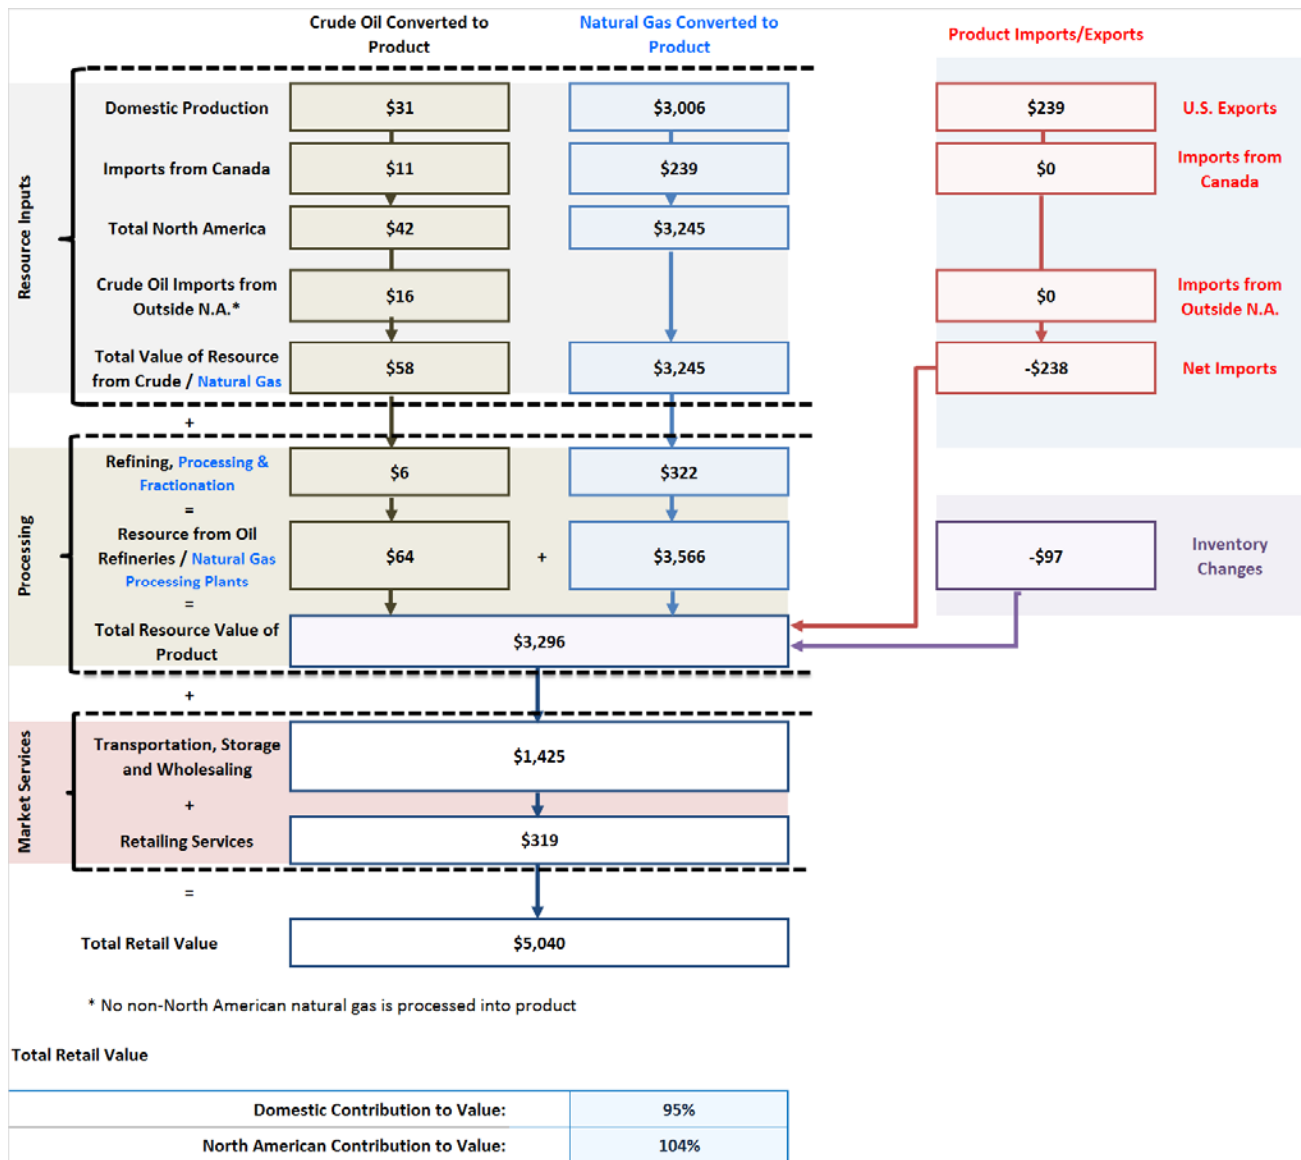 Crude Oil Converted to
Product
Natural Gas Converted to
Product
Product Imports/Exports
Resource Inputs
Domestic Production
$31
$3,006
$239
U.S. Exports
Imports from Canada
$11
$239
$0
Imports from
Canada
Total North America
$42
$3,245
Crude Oil Imports from
Outside N.A.*
$16
$0
Imports from
Outside N.A.
Total Value of Resource
from Crude / Natural Gas
$58
$3,245
-$238
Net Imports
+
Processing
Refining, Processing &
Fractionation
$6
$322
=
Resource from Oil
Refineries / Natural Gas
Processing Plants
$64
+
$3,566
-$97
Inventory
Changes
=
Total Resource Value of
Product
$3,296
+
Market Services
Transportation, Storage
and Wholesaling
$1,425
+
Retailing Services
$319
=
Total Retail Value
$5,040
* No non-North American natural gas is processed into product
Total Retail Value
Domestic Contribution to Value:
95%
North American Contribution to Value:
104%